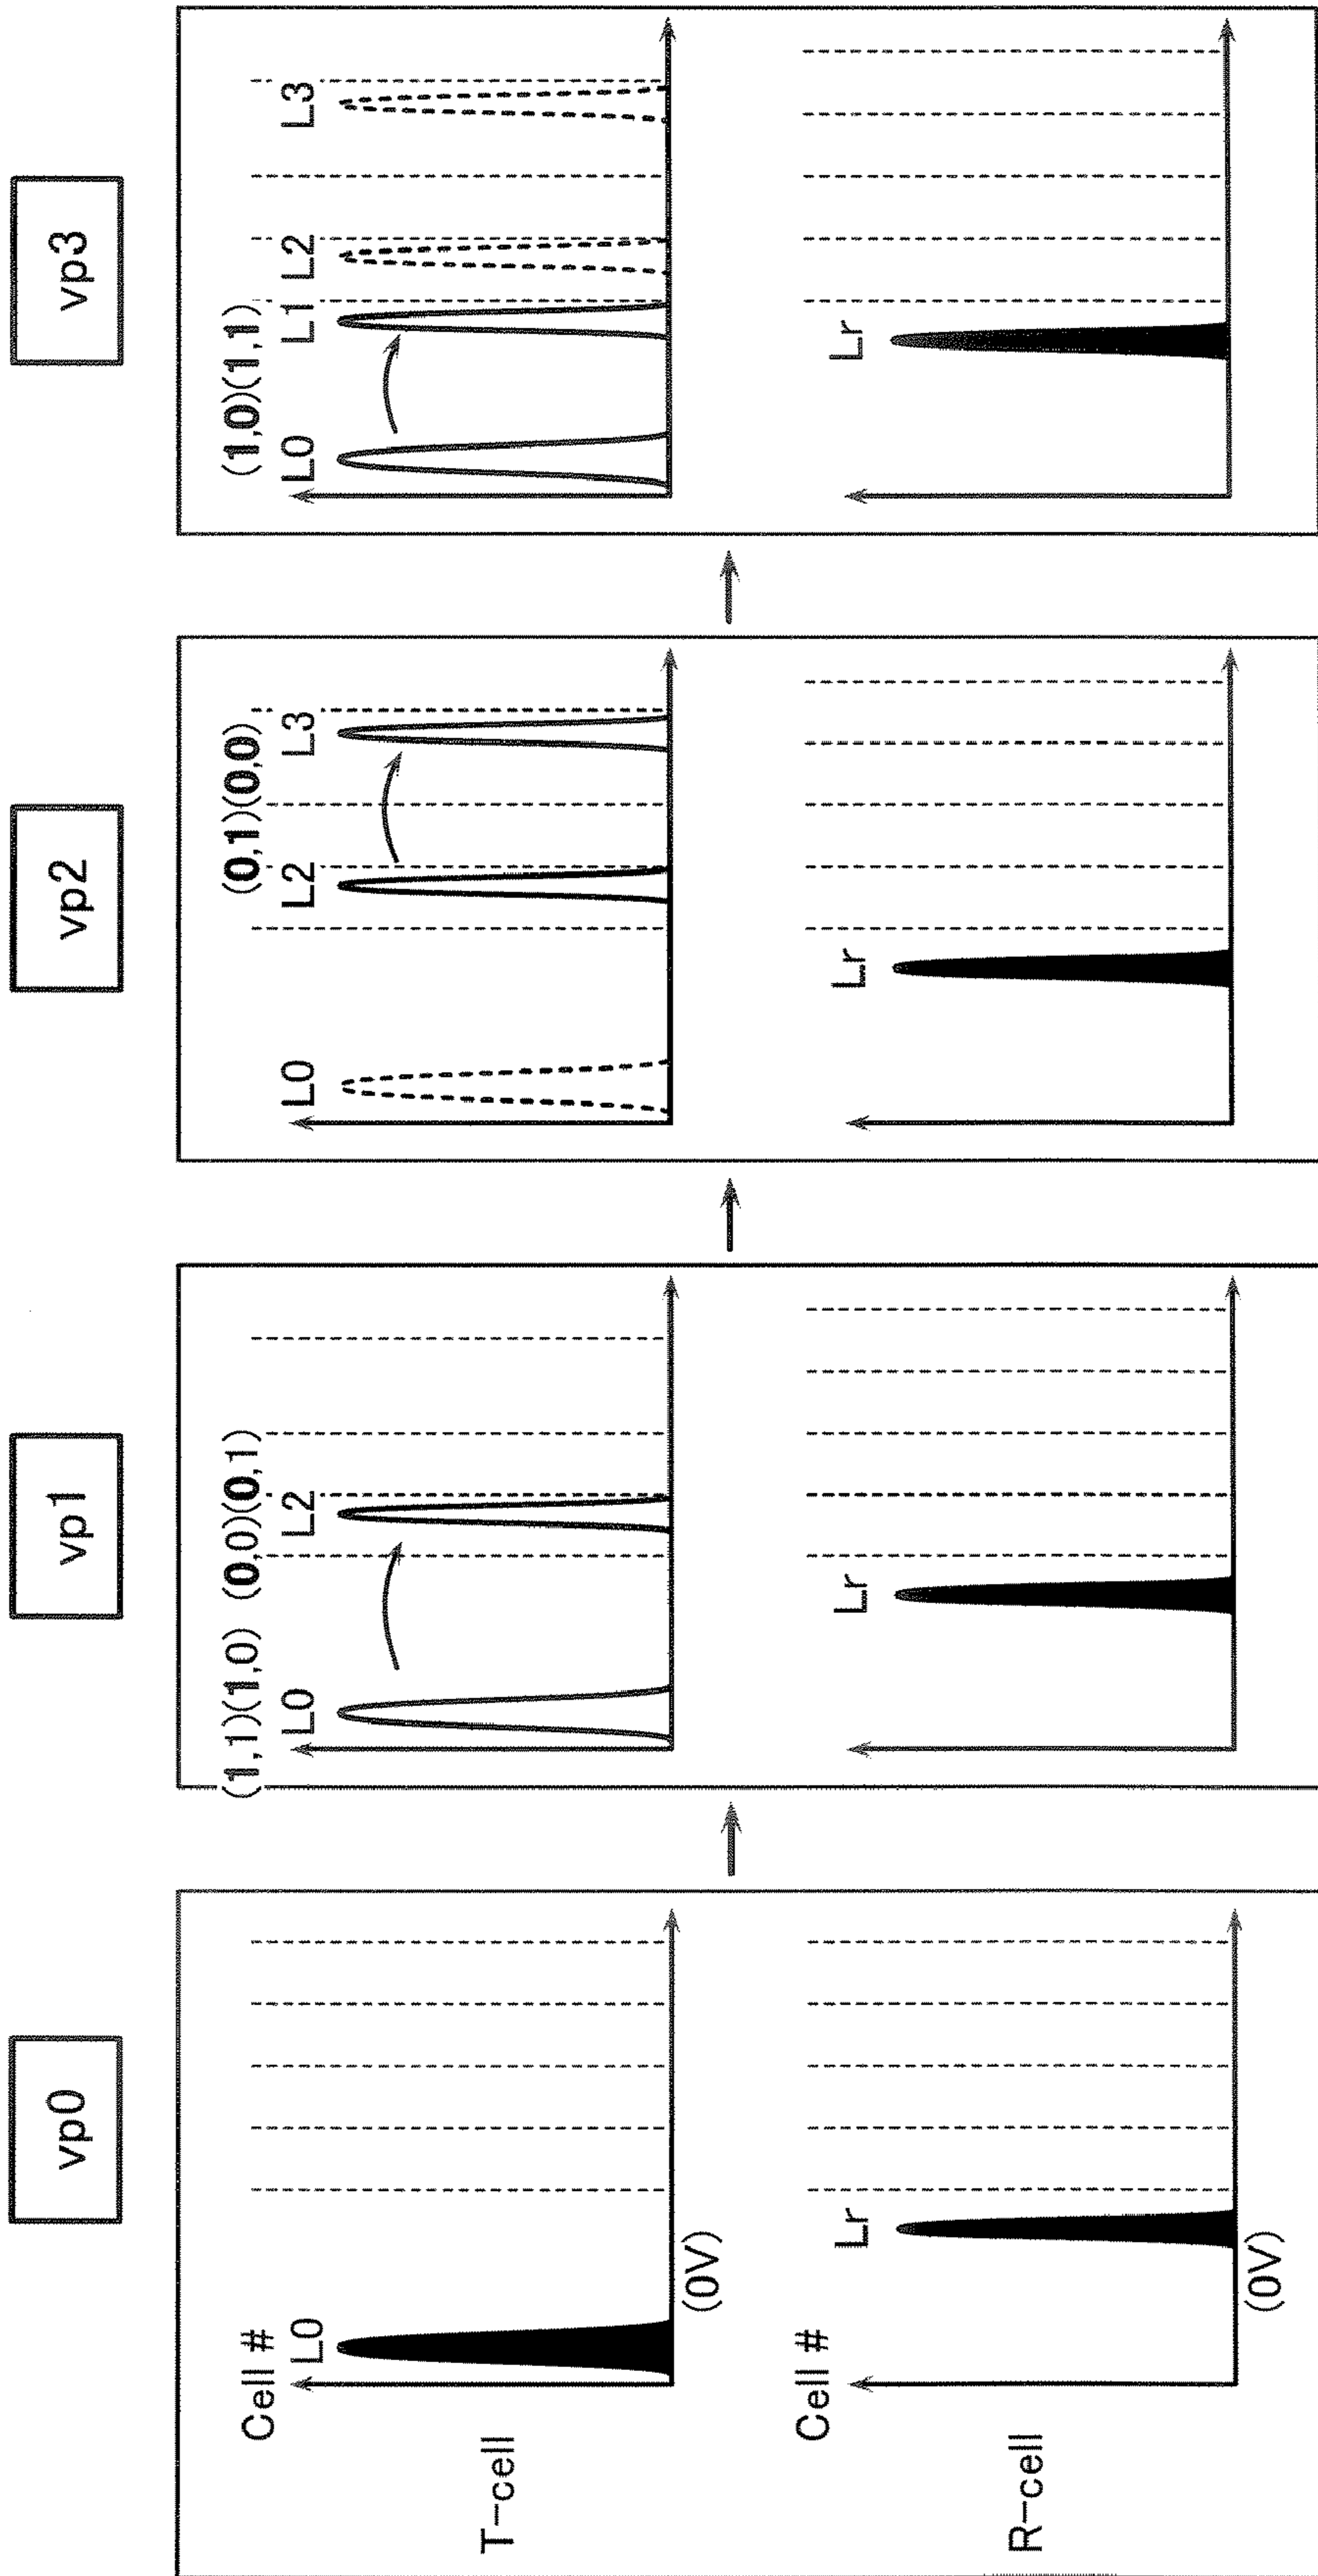 vp0
Cell #
L0
T-cell
(0V)
Cell #
Lr
R-cell
(0V)
vp1
(1,1)(1,0) (0,0)(0,1)
L0 L2
Lr
vp2
(0,1)(0,0)
L0 L2 L3
Lr
vp3
(1,0)(1,1)
L0 L1 L2 L3
Lr